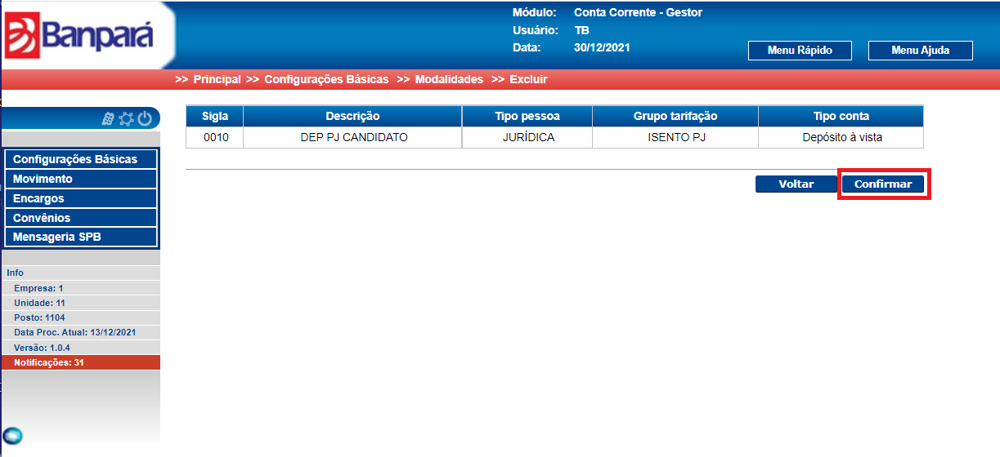 Banpará
Módulo: Conta Corrente - Gestor
Usuário: TB
Data: 30/12/2021
Menu Rápido Menu Ajuda
>> Principal >> Configurações Básicas >> Modalidades >> Excluir
Sigla Descrição Tipo pessoa Grupo tarifação Tipo conta
0010 DEP PJ CANDIDATO JURÍDICA ISENTO PJ Depósito à vista
Voltar Confirmar
Configurações Básicas
Movimento
Encargos
Convênios
Mensageria SPB
Info
Empresa: 1
Unidade: 11
Posto: 1104
Data Proc. Atual: 13/12/2021
Versão: 1.0.4
Notificações: 31